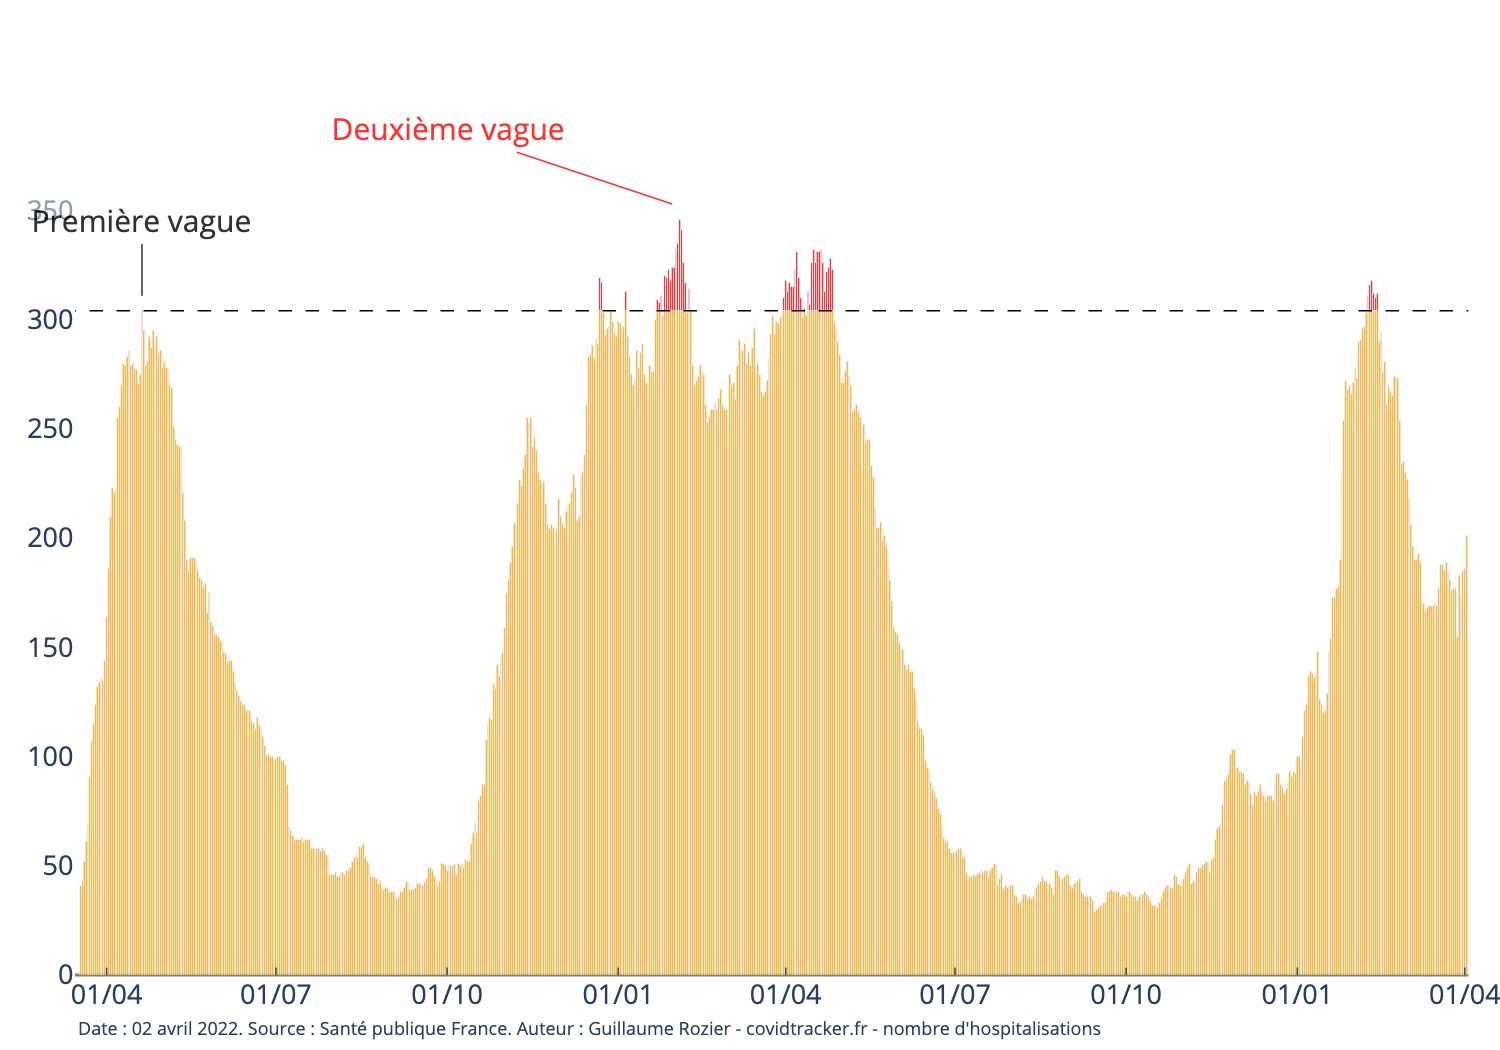 Deuxième vague
350
Première vague
300
250
200
150
100
50
0
01/04 01/07 01/10 01/01 01/04 01/07 01/10 01/01 01/04
Date : 02 avril 2022. Source : Santé publique France. Auteur : Guillaume Rozier - covidtracker.fr - nombre d'hospitalisations